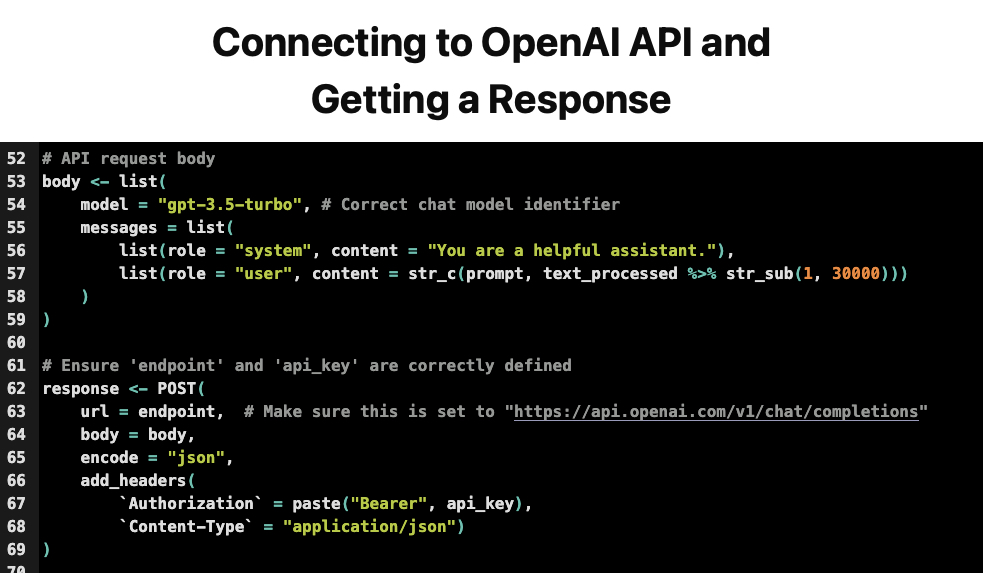 Connecting to OpenAI API and
Getting a Response
52 # API request body
53 body <- list(
54     model = "gpt-3.5-turbo", # Correct chat model identifier
55     messages = list(
56         list(role = "system", content = "You are a helpful assistant."),
57         list(role = "user", content = str_c(prompt, text_processed %>% str_sub(1, 30000)))
58     )
59 )
60
61 # Ensure 'endpoint' and 'api_key' are correctly defined
62 response <- POST(
63     url = endpoint,  # Make sure this is set to "https://api.openai.com/v1/chat/completions"
64     body = body,
65     encode = "json",
66     add_headers(
67         `Authorization` = paste("Bearer", api_key),
68         `Content-Type` = "application/json")
69 )
70